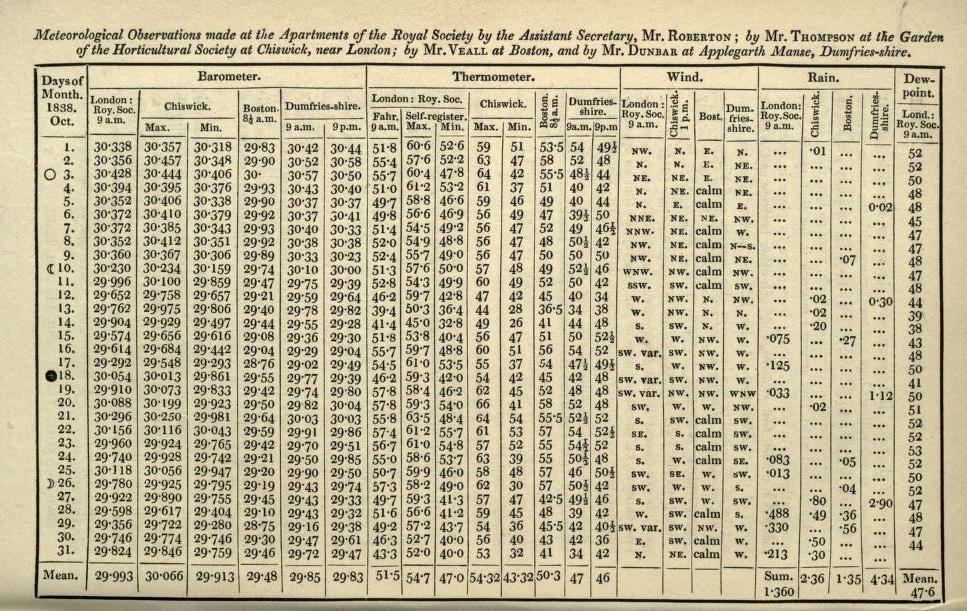 Meteorological Observations made at the Apartments of the Royal Society by the Assistant Secretary, Mr. ROBERTON; by Mr. THOMPSON at the Garden
of the Horticultural Society at Chiswick, near London; by Mr. VEALL at Boston, and by Mr. DUNBAR at Applegarth Manse, Dumfries-shire.
Days of Month. 1838. Oct. Barometer. Thermometer. Wind. Rain. Dew-point.
London: Roy. Soc. 9 a.m. Chiswick. Boston. 8½ a.m. Dumfries-shire. London: Roy. Soc. Chiswick. Boston. 8½ a.m. Dumfries-shire. London: Roy. Soc. 9 a.m. Chiswick. 1 p.m. Bost. Dum-fries-shire. London: Roy. Soc. 9 a.m. Chiswick. Boston. Dumfries-shire. Lond.: Roy. Soc. 9 a.m.
Max. Min. 9 a.m. 9 p.m. Fahr. 9 a.m. Self-register. Max. Min. Max. Min. 9a.m. 9p.m
1. 30·338 30·357 30·318 29·83 30·42 30·44 51·8 60·6 52·6 59 51 53·5 54 49½ NW. N. E. N. ... ·01 ... ... 52
2. 30·356 30·457 30·348 29·90 30·52 30·58 55·4 57·6 52·2 63 47 58 52 48 N. N. E. NE. ... ... ... ... 52
○ 3. 30·428 30·444 30·406 30· 30·57 30·50 55·7 60·4 47·8 64 42 55·5 48½ 44 NE. NE. E. NE. ... ... ... ... 50
4. 30·394 30·395 30·376 29·93 30·43 30·40 51·0 61·2 53·2 61 37 51 40 42 N. NE. calm NE. ... ... ... ... 48
5. 30·352 30·406 30·338 29·90 30·37 30·37 49·7 58·8 46·6 59 46 49 40 44 N. E. calm E. ... ... ... 0·02 48
6. 30·372 30·410 30·379 29·92 30·37 30·41 49·8 56·6 46·9 56 49 47 39½ 50 NNE. NE. NE. NW. ... ... ... ... 45
7. 30·372 30·385 30·343 29·93 30·40 30·33 51·4 54·5 49·2 56 47 52 49 46½ NNW. NE. calm W. ... ... ... ... 47
8. 30·352 30·412 30·351 29·92 30·38 30·38 52·0 54·9 48·8 56 47 48 50½ 42 NW. NE. calm N--S. ... ... ... ... 47
9. 30·360 30·367 30·306 29·89 30·33 30·23 52·4 55·7 49·0 56 47 50 50 50 NW. NE. calm NW. ... ... ·07 ... 48
☾10. 30·230 30·234 30·159 29·74 30·10 30·00 51·3 57·6 50·0 57 48 49 52½ 46 WNW. NW. calm NW. ... ... ... ... 47
11. 29·996 30·100 29·859 29·47 29·75 29·39 52·8 54·3 49·9 60 49 52 50 42 SSW. SW. calm SW. ... ... ... ... 48
12. 29·652 29·758 29·657 29·21 29·59 29·64 46·2 59·7 42·8 47 42 45 40 34 W. NW. N. NW. ... ·02 ... 0·30 44
13. 29·762 29·975 29·806 29·40 29·78 29·82 39·4 50·3 36·4 44 28 36·5 34 38 W. NW. N. NW. ... ·02 ... ... 39
14. 29·904 29·929 29·497 29·44 29·55 29·28 41·4 45·0 32·8 49 26 41 44 48 S. SW. N. W. ... ·20 ... ... 38
15. 29·574 29·656 29·616 29·08 29·36 29·30 51·8 53·8 40·4 56 47 51 50 52½ W. W. NW. W. ·075 ... ·27 ... 43
16. 29·614 29·684 29·442 29·04 29·29 29·04 55·7 59·7 48·8 60 51 56 54 52 SW. var. SW. NW. W. ... ... ... ... 48
17. 29·292 29·548 29·293 28·76 29·02 29·49 54·5 61·0 53·5 55 37 54 47½ 49½ S. W. NW. NW. ·125 ... ... ... 50
●18. 30·054 30·013 29·861 29·55 29·77 29·39 46·2 59·3 42·0 54 42 45 42 48 SW. var. SW. NW. W. ... ... ... ... 41
19. 29·910 30·073 29·833 29·42 29·74 29·80 57·8 58·4 46·2 62 45 52 48 48 SW. var. NW. NW. WNW ·033 ... ... 1·12 50
20. 30·088 30·199 29·923 29·50 29·82 30·04 57·8 59·3 54·0 66 41 58 52 48 SW. W. W. NW. ... ·02 ... ... 51
21. 30·296 30·250 29·981 29·64 30·03 30·03 55·8 63·5 48·4 64 54 55·5 52½ 52 S. SW. calm SW. ... ... ... ... 52
22. 30·156 30·116 30·043 29·59 29·91 29·86 57·4 61·2 55·7 61 53 57 54 52½ SE. S. calm SW. ... ... ... ... 52
23. 29·960 29·924 29·765 29·42 29·70 29·51 56·7 61·0 54·8 57 52 55 54½ 52 S. S. calm SW. ... ... ... ... 53
24. 29·740 29·928 29·742 29·21 29·50 29·85 55·0 58·6 53·7 63 39 55 50½ 48 S. W. calm SE. ·083 ... ·05 ... 52
25. 30·118 30·056 29·947 29·20 29·90 29·50 50·7 59·9 46·0 58 48 57 46 50½ SW. SE. W. SW. ·013 ... ... ... 50
☽26. 29·780 29·925 29·795 29·19 29·43 29·74 57·3 58·2 49·0 62 30 57 50½ 42 SW. W. W. S. ... ... ·04 ... 52
27. 29·922 29·890 29·755 29·45 29·43 29·33 49·7 59·3 41·3 57 47 42·5 49½ 46 S. SW. W. SW. ... ·80 ... 2·90 47
28. 29·598 29·617 29·404 29·10 29·43 29·32 51·6 56·6 41·2 59 45 48 39 42 W. SW. calm S. ·488 ·49 ·36 ... 48
29. 29·356 29·722 29·280 28·75 29·16 29·38 49·2 57·2 43·7 54 36 45·5 42 40½ SW. var. SW. NW. W. ·330 ... ·56 ... 47
30. 29·746 29·774 29·746 29·30 29·47 29·61 46·3 52·7 40·0 56 40 43 42 36 E. SW. calm W. ... ·50 ... ... 44
31. 29·824 29·846 29·759 29·46 29·72 29·47 43·3 52·0 40·0 53 32 41 34 42 N. NE. calm W. ·213 ·30 ... ...
Mean. 29·993 30·066 29·913 29·48 29·85 29·83 51·5 54·7 47·0 54·32 43·32 50·3 47 46 Sum. 1·360 2·36 1·35 4·34 Mean. 47·6